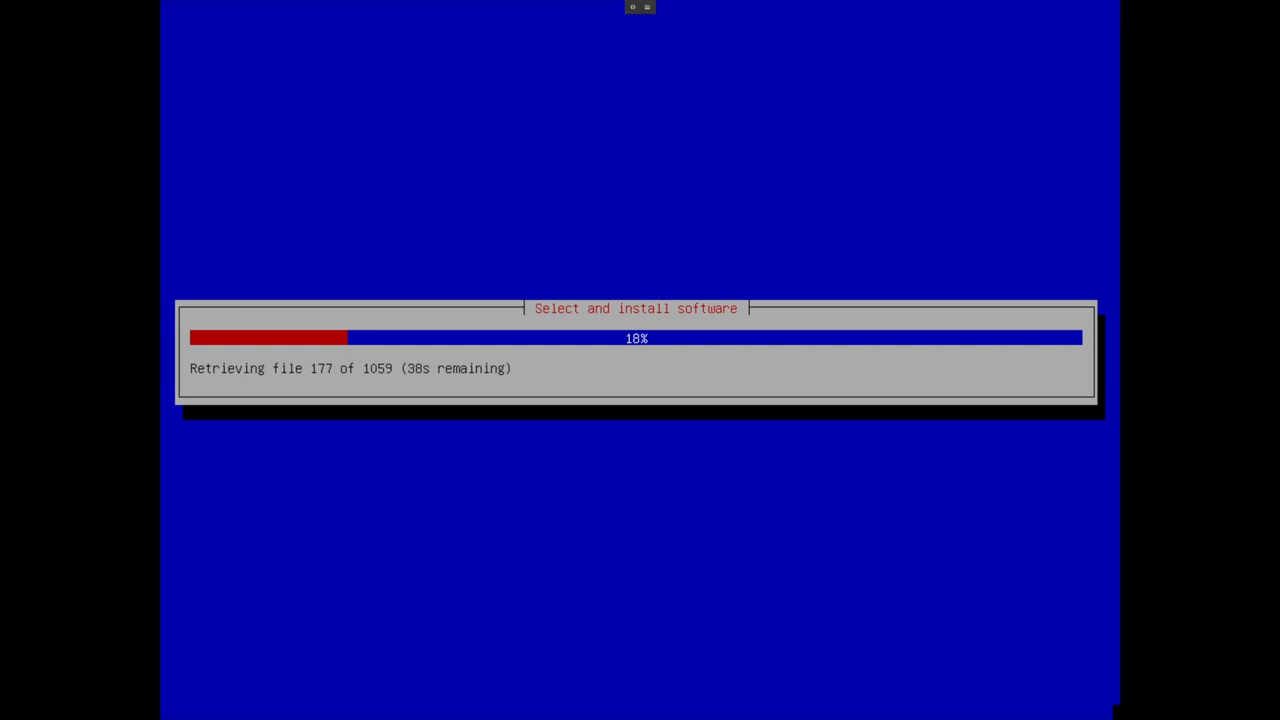 Select and install software
18%
Retrieving file 177 of 1059 (38s remaining)